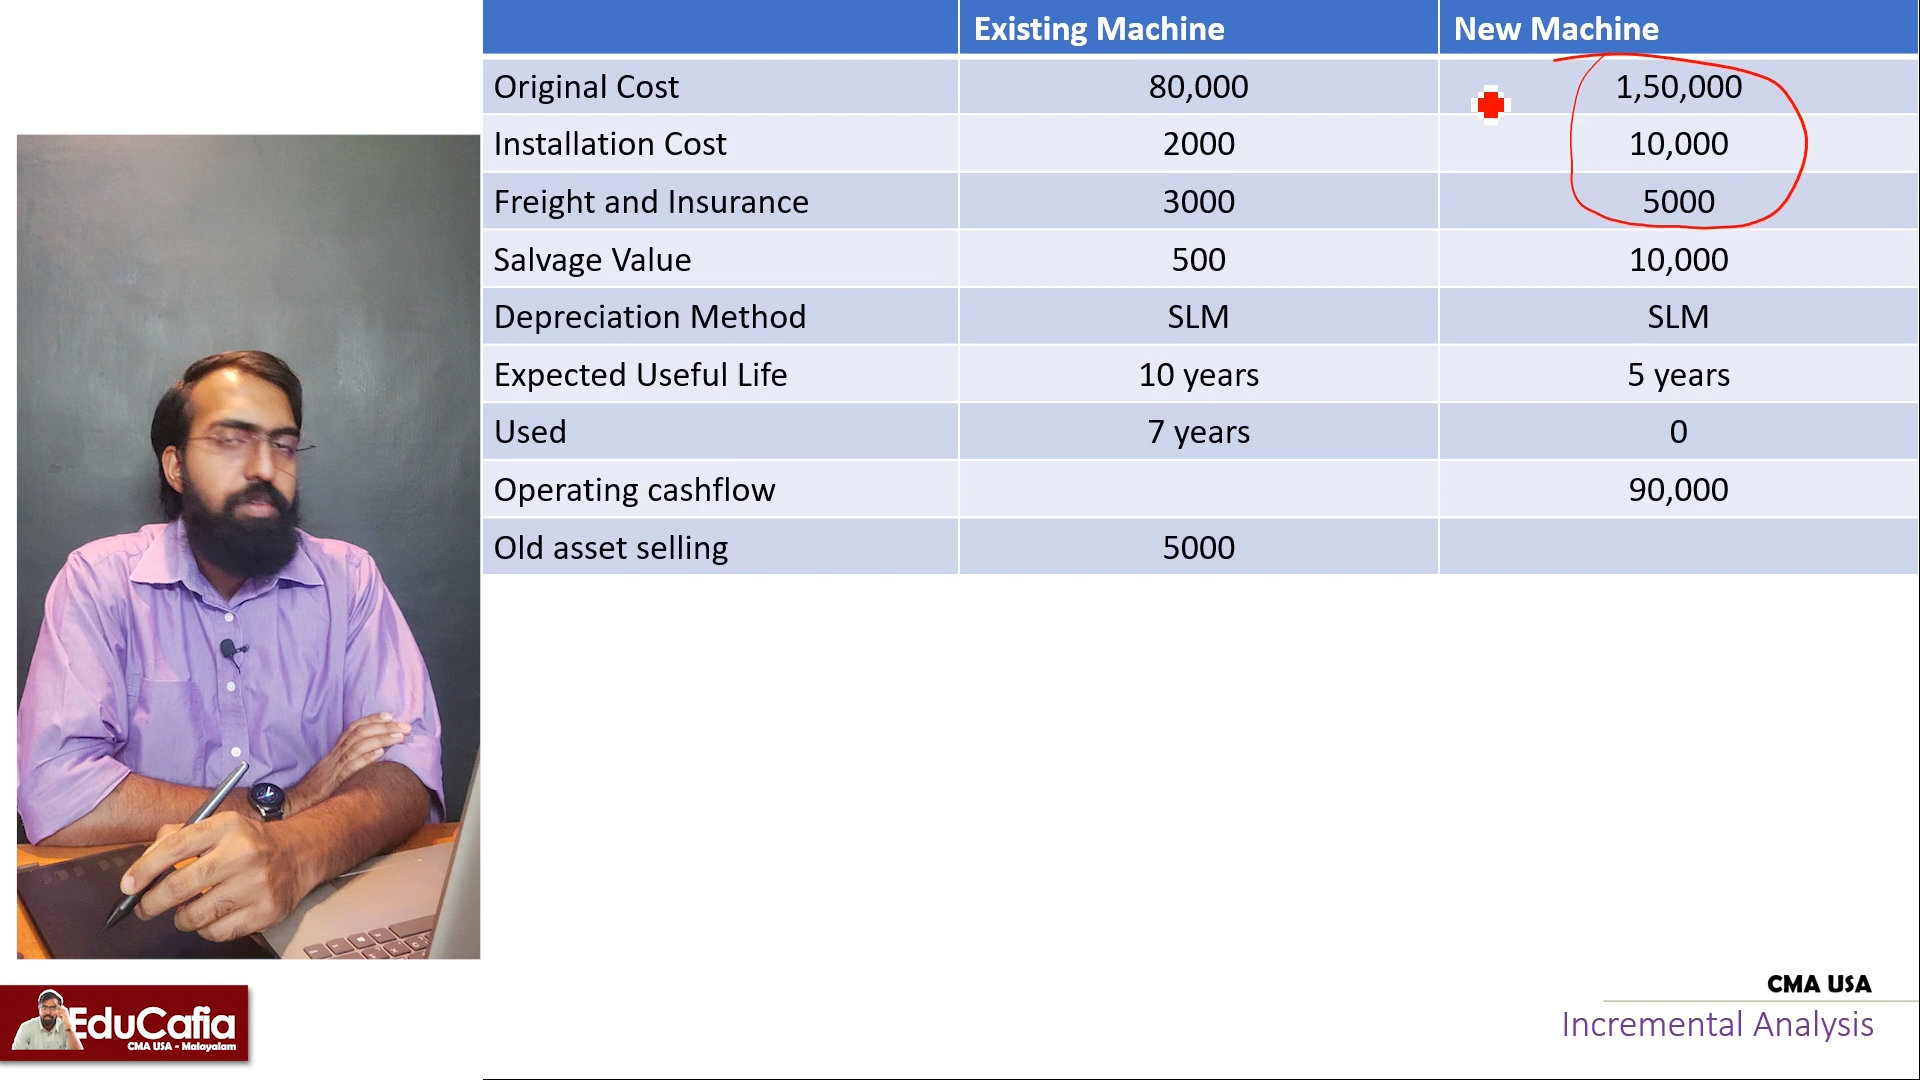 Existing Machine New Machine
Original Cost 80,000 1,50,000
Installation Cost 2000 10,000
Freight and Insurance 3000 5000
Salvage Value 500 10,000
Depreciation Method SLM SLM
Expected Useful Life 10 years 5 years
Used 7 years 0
Operating cashflow 90,000
Old asset selling 5000
EduCafia
CMA USA - Malayalam
CMA USA
Incremental Analysis